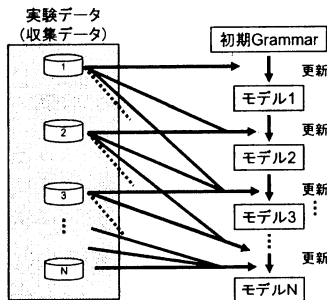 実験データ
(収集データ)
初期Grammar
1
更新
モデル1
2
更新
モデル2
3
更新
モデル3
更新
N
モデルN